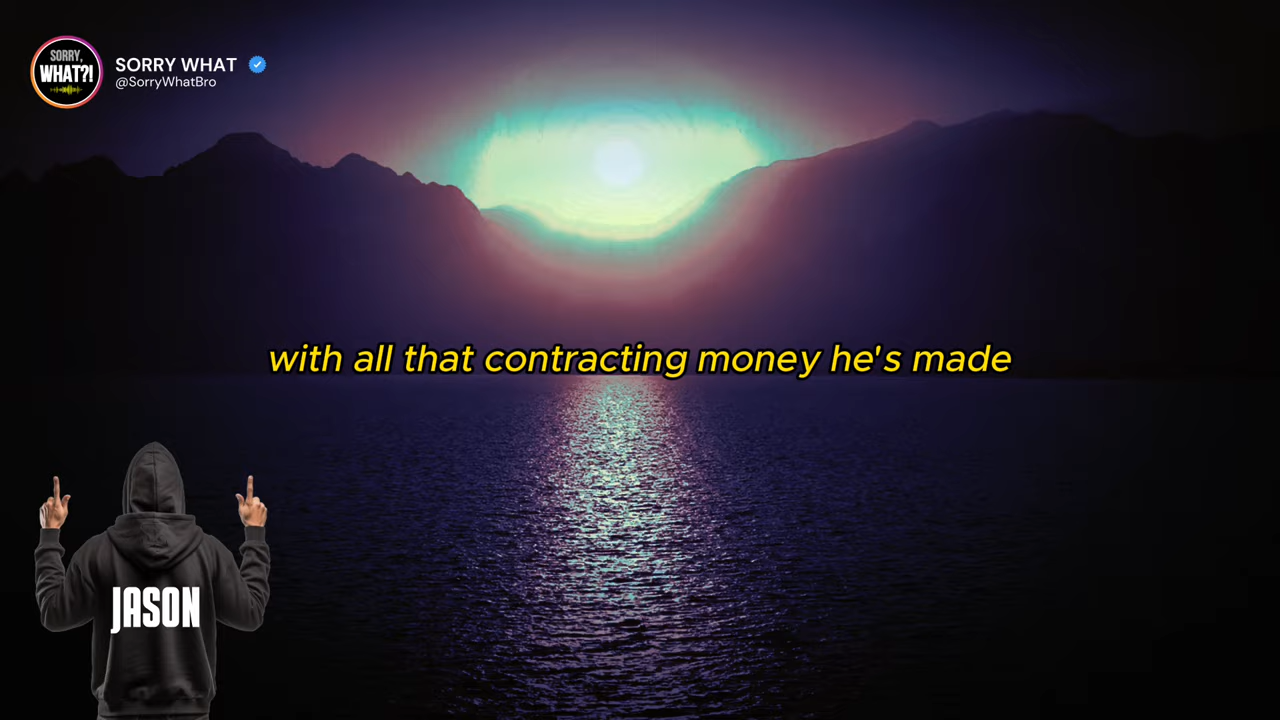 SORRY,
WHAT?!
SORRY WHAT
@SorryWhatBro
with all that contracting money he's made
JASON